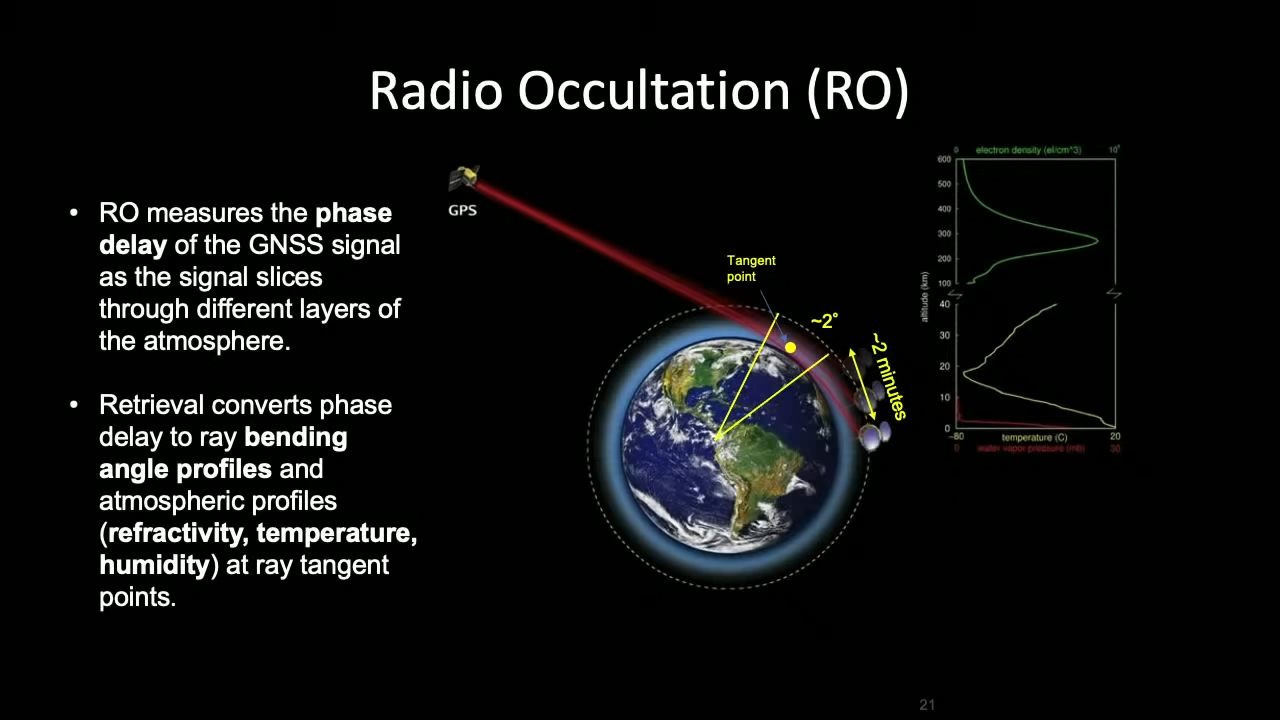 Radio Occultation (RO)
• RO measures the phase
delay of the GNSS signal
as the signal slices
through different layers of
the atmosphere.
• Retrieval converts phase
delay to ray bending
angle profiles and
atmospheric profiles
(refractivity, temperature,
humidity) at ray tangent
points.
GPS
Tangent
point
~2°
~2 minutes
0 electron density (el/cm^3)
600
500
400
300
200
100
altitude (km)
40
30
20
10
0
-80 temperature (C) 20
0 water vapor pressure (mb) 30
21